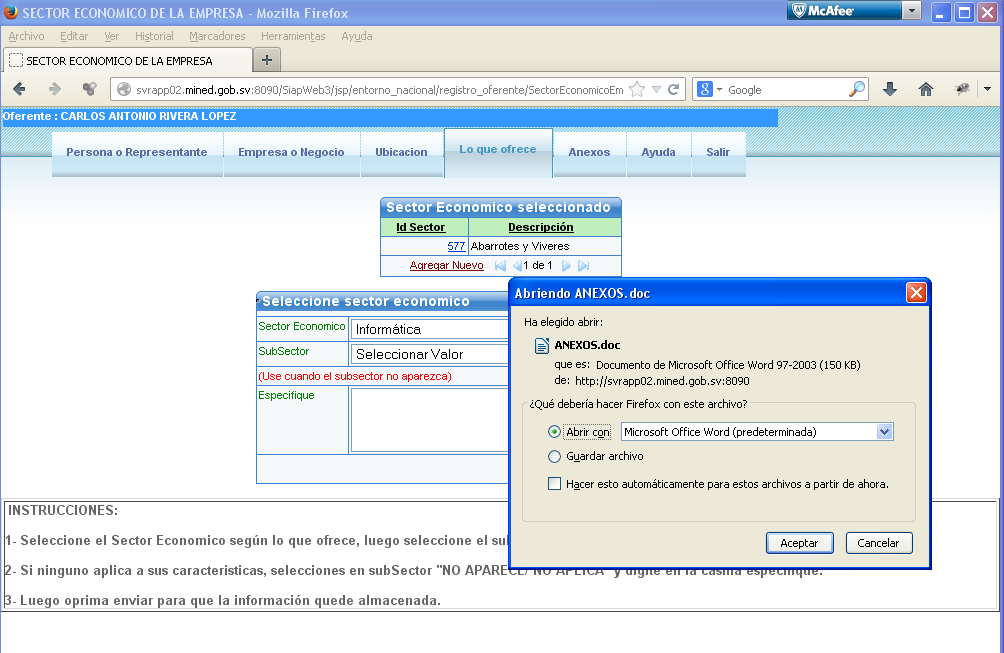 SECTOR ECONOMICO DE LA EMPRESA - Mozilla Firefox
McAfee
Archivo Editar Ver Historial Marcadores Herramientas Ayuda
SECTOR ECONOMICO DE LA EMPRESA
svrapp02.mined.gob.sv:8090/SiapWeb3/jsp/entorno_nacional/registro_oferente/SectorEconomicoEm
8 Google
Oferente : CARLOS ANTONIO RIVERA LOPEZ
Persona o Representante Empresa o Negocio Ubicacion Lo que ofrece Anexos Ayuda Salir
Sector Economico seleccionado
Id Sector Descripción
577 Abarrotes y Viveres
Agregar Nuevo 1 de 1
Seleccione sector economico
Sector Economico Informática
SubSector Seleccionar Valor
(Use cuando el subsector no aparezca)
Especifique
Abriendo ANEXOS.doc
Ha elegido abrir:
ANEXOS.doc
que es: Documento de Microsoft Office Word 97-2003 (150 KB)
de: http://svrapp02.mined.gob.sv:8090
¿Qué debería hacer Firefox con este archivo?
Abrir con Microsoft Office Word (predeterminada)
Guardar archivo
Hacer esto automáticamente para estos archivos a partir de ahora.
Aceptar Cancelar
INSTRUCCIONES:
1- Seleccione el Sector Economico según lo que ofrece, luego seleccione el su
2- Si ninguno aplica a sus caracteristicas, selecciones en subSector "NO APARECE/ NO APLICA" y digite en la casilla especifique.
3- Luego oprima enviar para que la información quede almacenada.